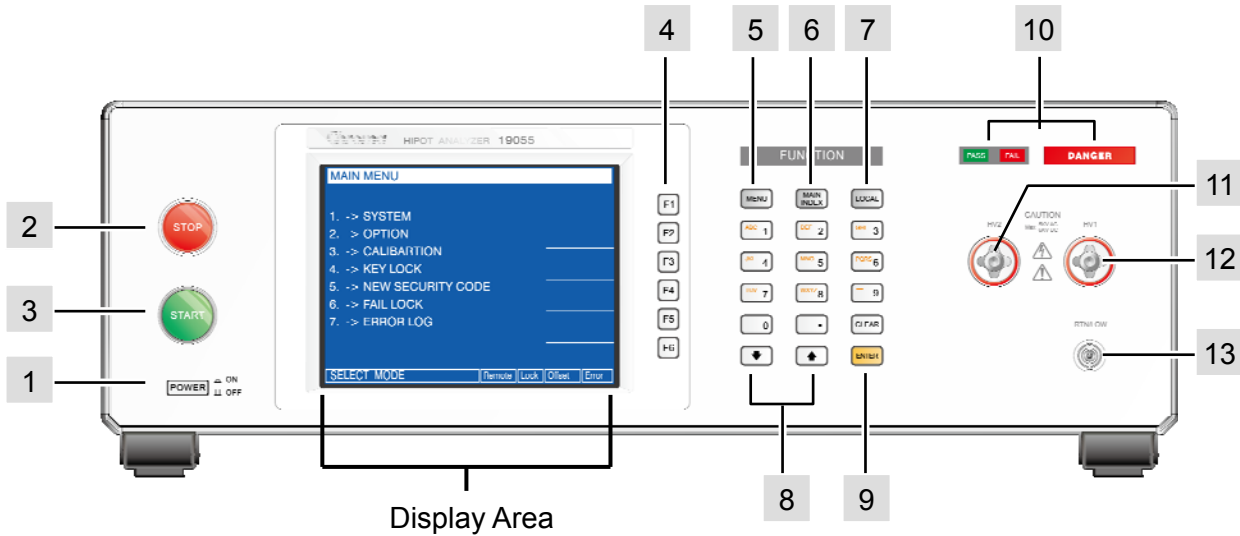 4
5
6
7
10
HIPOT ANALYZER 19055
FUNCTION
PASS FAIL DANGER
MAIN MENU
1. -> SYSTEM
2. > OPTION
3. -> CALIBARTION
4. -> KEY LOCK
5. -> NEW SECURITY CODE
6. -> FAIL LOCK
7. -> ERROR LOG
SELECT MODE Remote Lock Offset Error
F1
F2
F3
F4
F5
F6
MENU MAIN INDEX LOCAL
ABC 1 DEF 2 3
4 MNO 5 PQRS 6
7 8 9
0 . CLEAR
ENTER
HV2 CAUTION HV1
RTN/LOW
11
12
13
2
STOP
3
START
1
POWER ON
OFF
8
9
Display Area